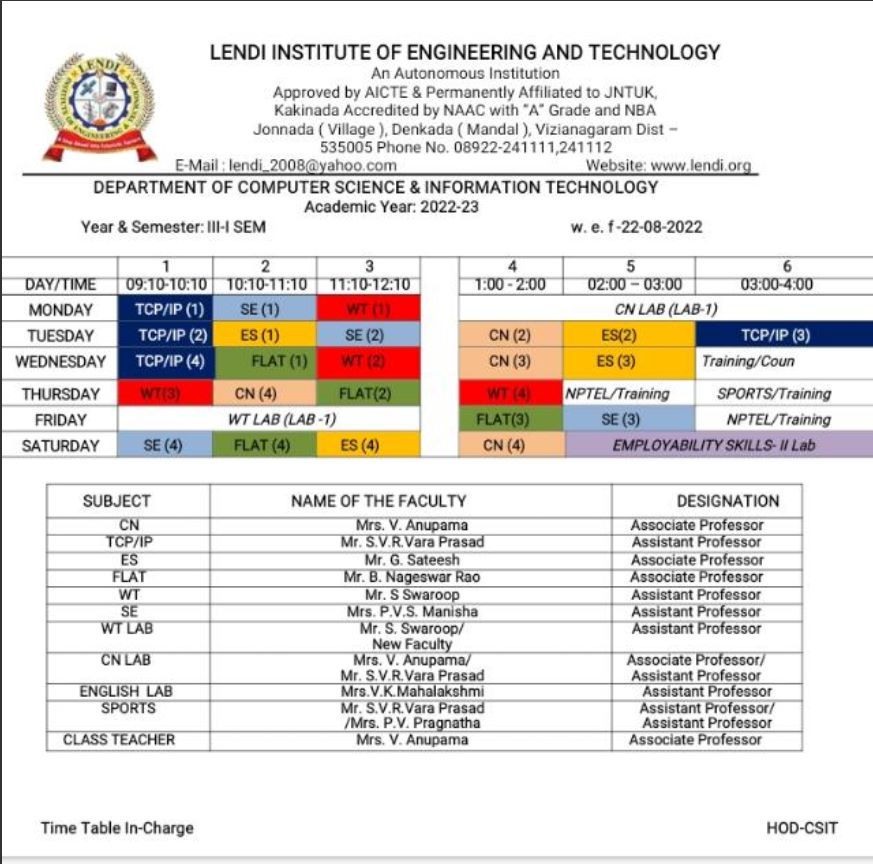 LENDI INSTITUTE OF ENGINEERING AND TECHNOLOGY
An Autonomous Institution
Approved by AICTE & Permanently Affiliated to JNTUK,
Kakinada Accredited by NAAC with "A" Grade and NBA
Jonnada ( Village ), Denkada ( Mandal ), Vizianagaram Dist –
535005 Phone No. 08922-241111,241112
E-Mail : lendi_2008@yahoo.com Website: www.lendi.org
LENDI
DEPARTMENT OF COMPUTER SCIENCE & INFORMATION TECHNOLOGY
Academic Year: 2022-23
Year & Semester: III-I SEM w. e. f -22-08-2022
1 2 3 4 5 6
DAY/TIME 09:10-10:10 10:10-11:10 11:10-12:10 1:00 - 2:00 02:00 – 03:00 03:00-4:00
MONDAY TCP/IP (1) SE (1) WT (1) CN LAB (LAB-1)
TUESDAY TCP/IP (2) ES (1) SE (2) CN (2) ES(2) TCP/IP (3)
WEDNESDAY TCP/IP (4) FLAT (1) WT (2) CN (3) ES (3) Training/Coun
THURSDAY WT(3) CN (4) FLAT(2) WT (4) NPTEL/Training SPORTS/Training
FRIDAY WT LAB (LAB -1) FLAT(3) SE (3) NPTEL/Training
SATURDAY SE (4) FLAT (4) ES (4) CN (4) EMPLOYABILITY SKILLS- II Lab
SUBJECT NAME OF THE FACULTY DESIGNATION
CN Mrs. V. Anupama Associate Professor
TCP/IP Mr. S.V.R.Vara Prasad Assistant Professor
ES Mr. G. Sateesh Associate Professor
FLAT Mr. B. Nageswar Rao Associate Professor
WT Mr. S Swaroop Assistant Professor
SE Mrs. P.V.S. Manisha Assistant Professor
WT LAB Mr. S. Swaroop/ Assistant Professor
New Faculty
CN LAB Mrs. V. Anupama/ Associate Professor/
Mr. S.V.R.Vara Prasad Assistant Professor
ENGLISH LAB Mrs.V.K.Mahalakshmi Assistant Professor
SPORTS Mr. S.V.R.Vara Prasad Assistant Professor/
/Mrs. P.V. Pragnatha Assistant Professor
CLASS TEACHER Mrs. V. Anupama Associate Professor
Time Table In-Charge HOD-CSIT